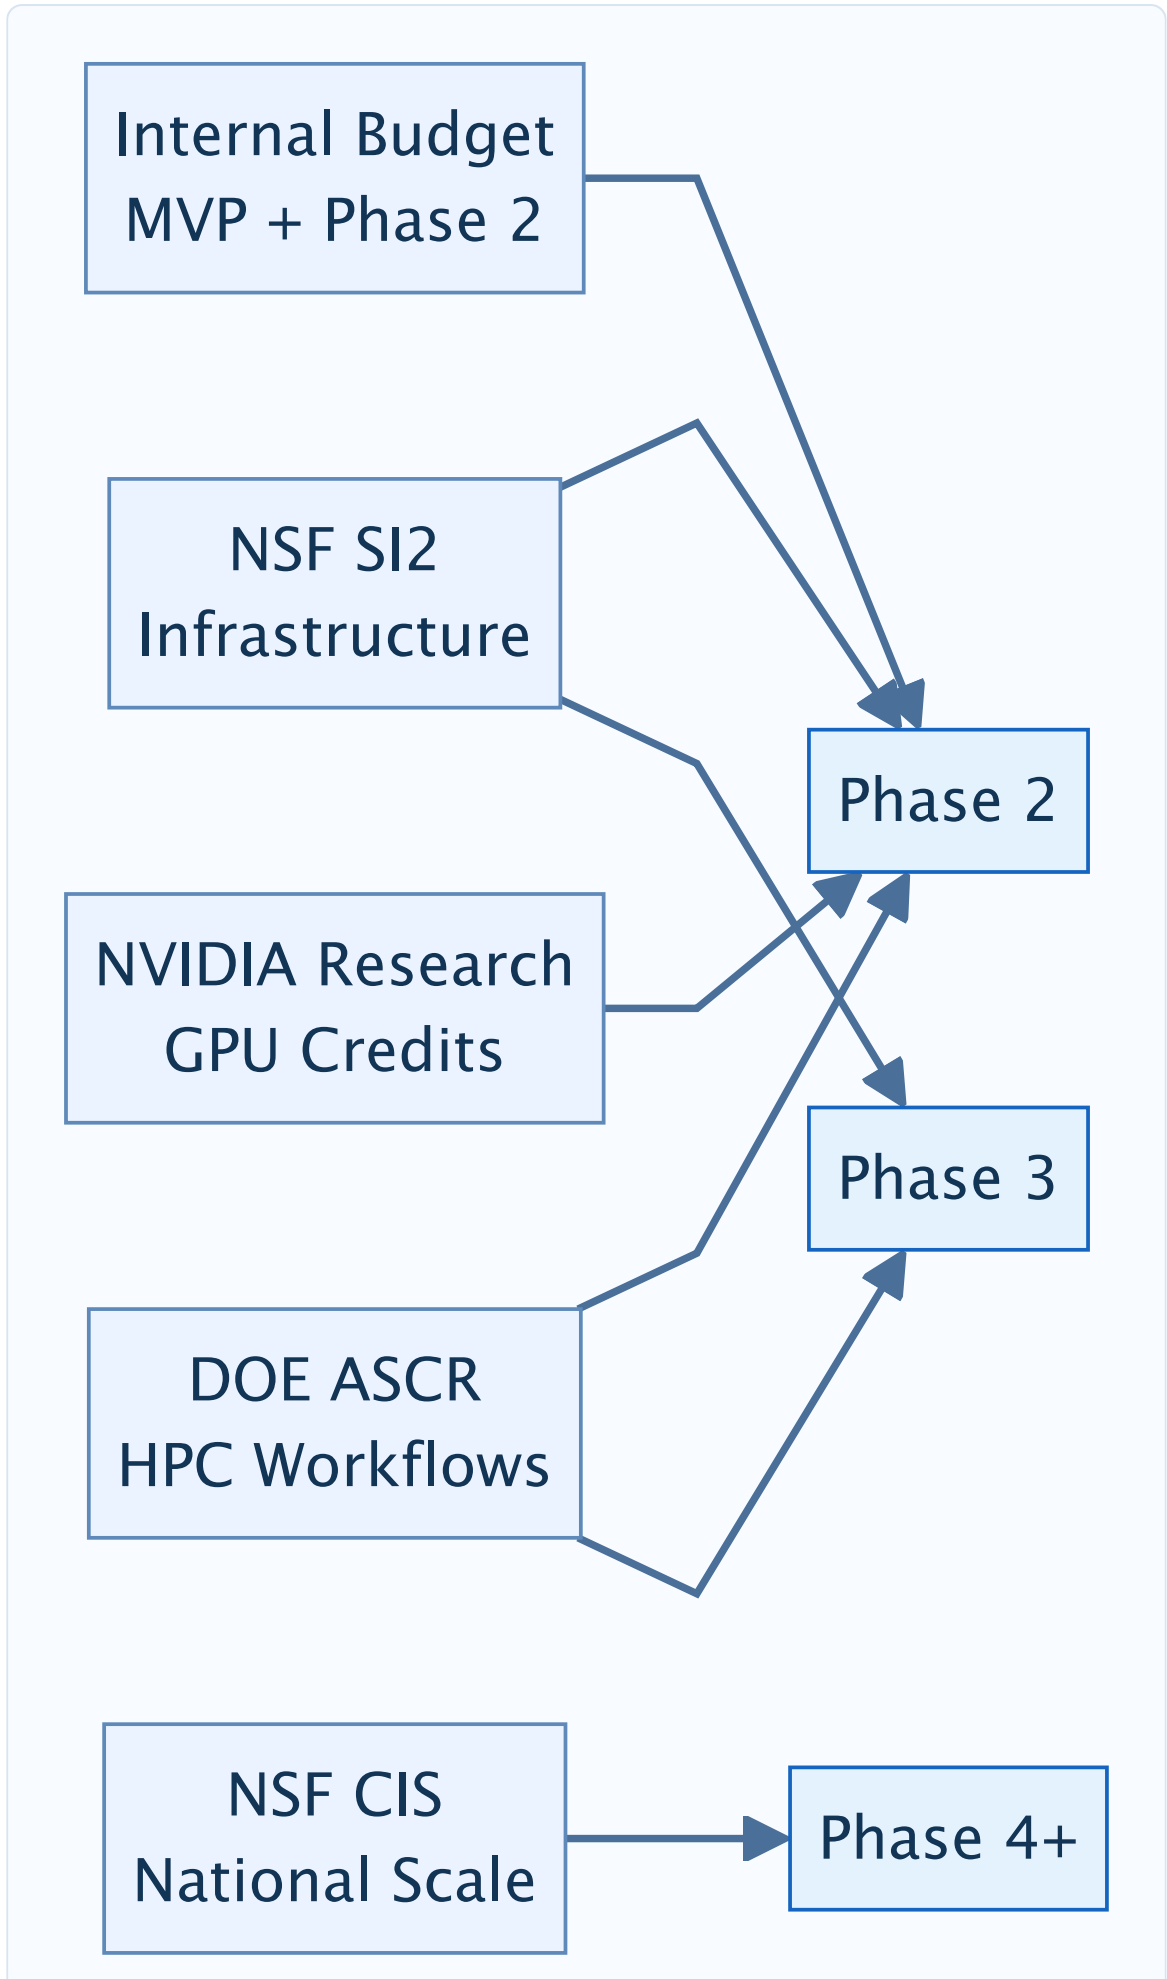 Internal Budget
MVP + Phase 2
NSF SI2
Infrastructure
Phase 2
NVIDIA Research
GPU Credits
Phase 3
DOE ASCR
HPC Workflows
NSF CIS
National Scale
Phase 4+